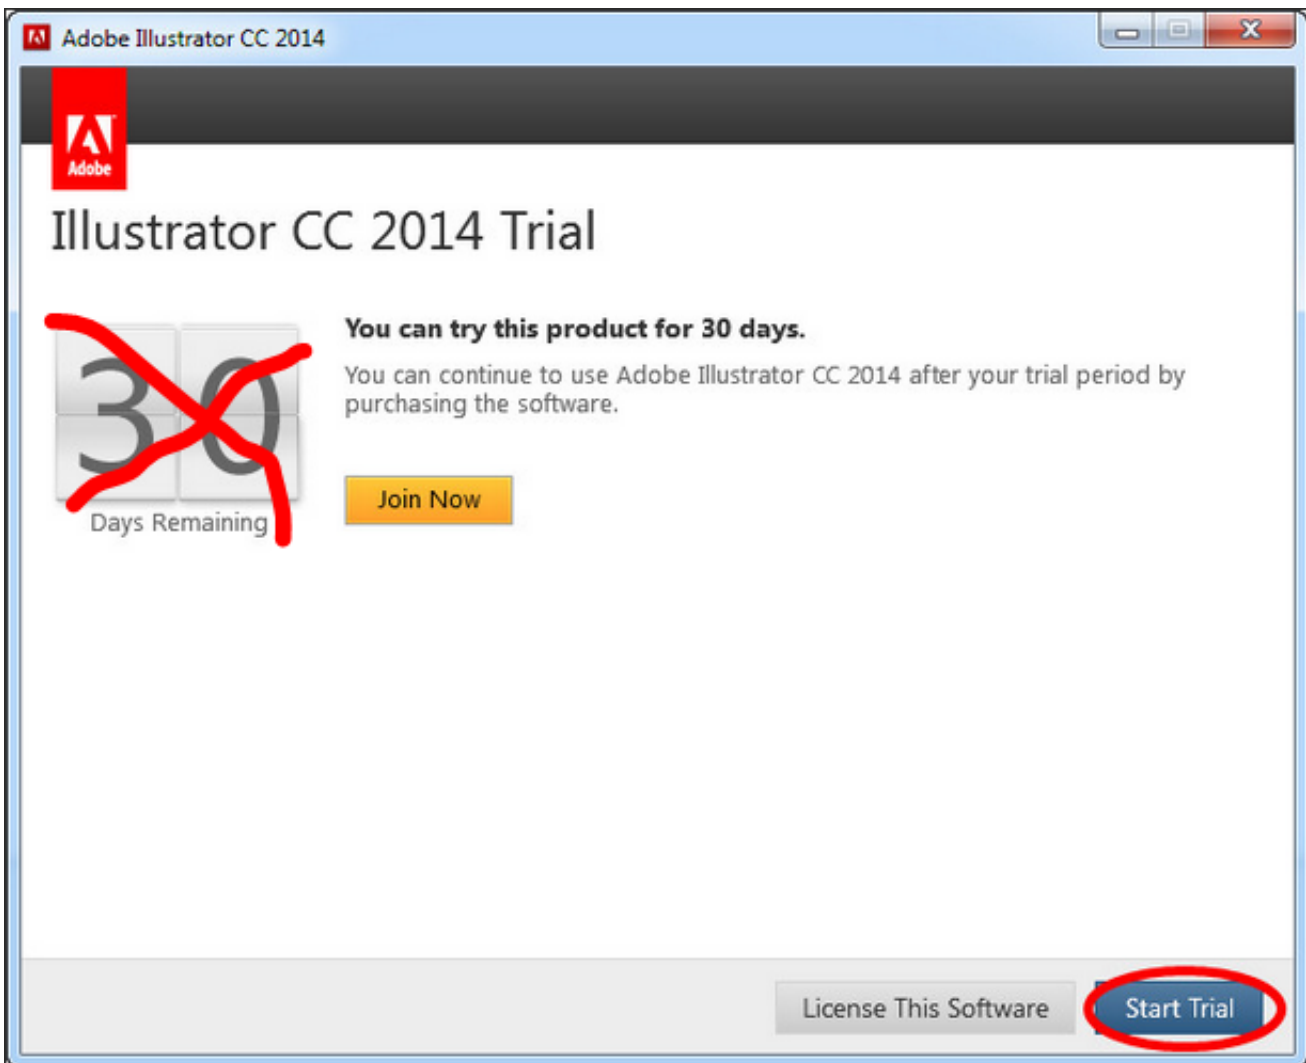 Adobe Illustrator CC 2014
Adobe
Illustrator CC 2014 Trial
30
Days Remaining
You can try this product for 30 days.
You can continue to use Adobe Illustrator CC 2014 after your trial period by
purchasing the software.
Join Now
License This Software
Start Trial